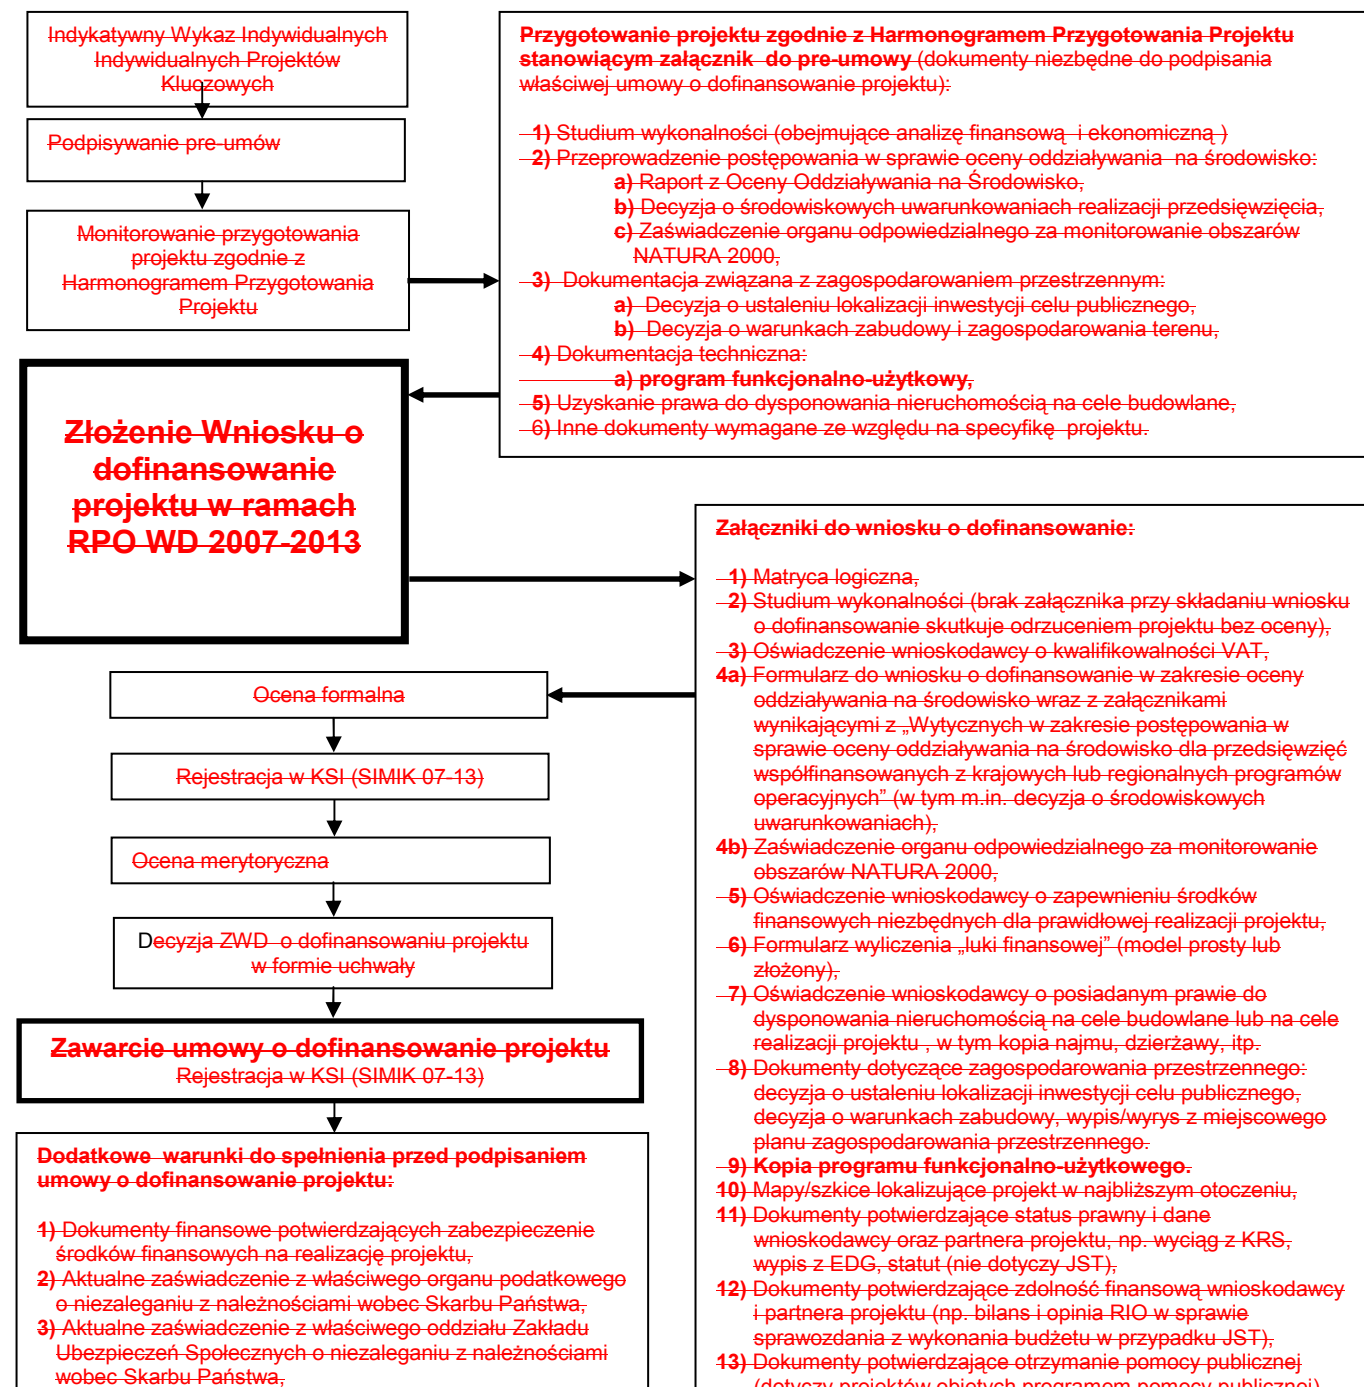 Indykatywny Wykaz Indywidualnych
Indywidualnych Projektów
Kluczowych
Podpisywanie pre-umów
Monitorowanie przygotowania
projektu zgodnie z
Harmonogramem Przygotowania
Projektu
Przygotowanie projektu zgodnie z Harmonogramem Przygotowania Projektu
stanowiącym załącznik do pre-umowy (dokumenty niezbędne do podpisania
właściwej umowy o dofinansowanie projektu):
1) Studium wykonalności (obejmujące analizę finansową i ekonomiczną )
2) Przeprowadzenie postępowania w sprawie oceny oddziaływania na środowisko:
a) Raport z Oceny Oddziaływania na Środowisko,
b) Decyzja o środowiskowych uwarunkowaniach realizacji przedsięwzięcia,
c) Zaświadczenie organu odpowiedzialnego za monitorowanie obszarów
NATURA 2000,
3) Dokumentacja związana z zagospodarowaniem przestrzennym:
a) Decyzja o ustaleniu lokalizacji inwestycji celu publicznego,
b) Decyzja o warunkach zabudowy i zagospodarowania terenu,
4) Dokumentacja techniczna:
a) program funkcjonalno-użytkowy,
5) Uzyskanie prawa do dysponowania nieruchomością na cele budowlane,
6) Inne dokumenty wymagane ze względu na specyfikę projektu.
Złożenie Wniosku o
dofinansowanie
projektu w ramach
RPO WD 2007-2013
Ocena formalna
Rejestracja w KSI (SIMIK 07-13)
Ocena merytoryczna
Decyzja ZWD o dofinansowaniu projektu
w formie uchwały
Zawarcie umowy o dofinansowanie projektu
Rejestracja w KSI (SIMIK 07-13)
Dodatkowe warunki do spełnienia przed podpisaniem
umowy o dofinansowanie projektu:
1) Dokumenty finansowe potwierdzających zabezpieczenie
środków finansowych na realizację projektu,
2) Aktualne zaświadczenie z właściwego organu podatkowego
o niezaleganiu z należnościami wobec Skarbu Państwa,
3) Aktualne zaświadczenie z właściwego oddziału Zakładu
Ubezpieczeń Społecznych o niezaleganiu z należnościami
wobec Skarbu Państwa,
Załączniki do wniosku o dofinansowanie:
1) Matryca logiczna,
2) Studium wykonalności (brak załącznika przy składaniu wniosku
o dofinansowanie skutkuje odrzuceniem projektu bez oceny),
3) Oświadczenie wnioskodawcy o kwalifikowalności VAT,
4a) Formularz do wniosku o dofinansowanie w zakresie oceny
oddziaływania na środowisko wraz z załącznikami
wynikającymi z „Wytycznych w zakresie postępowania w
sprawie oceny oddziaływania na środowisko dla przedsięwzięć
współfinansowanych z krajowych lub regionalnych programów
operacyjnych” (w tym m.in. decyzja o środowiskowych
uwarunkowaniach),
4b) Zaświadczenie organu odpowiedzialnego za monitorowanie
obszarów NATURA 2000,
5) Oświadczenie wnioskodawcy o zapewnieniu środków
finansowych niezbędnych dla prawidłowej realizacji projektu,
6) Formularz wyliczenia „luki finansowej” (model prosty lub
złożony),
7) Oświadczenie wnioskodawcy o posiadanym prawie do
dysponowania nieruchomością na cele budowlane lub na cele
realizacji projektu , w tym kopia najmu, dzierżawy, itp.
8) Dokumenty dotyczące zagospodarowania przestrzennego:
decyzja o ustaleniu lokalizacji inwestycji celu publicznego,
decyzja o warunkach zabudowy, wypis/wyrys z miejscowego
planu zagospodarowania przestrzennego.
9) Kopia programu funkcjonalno-użytkowego.
10) Mapy/szkice lokalizujące projekt w najbliższym otoczeniu,
11) Dokumenty potwierdzające status prawny i dane
wnioskodawcy oraz partnera projektu, np. wyciąg z KRS,
wypis z EDG, statut (nie dotyczy JST),
12) Dokumenty potwierdzające zdolność finansową wnioskodawcy
i partnera projektu (np. bilans i opinia RIO w sprawie
sprawozdania z wykonania budżetu w przypadku JST),
13) Dokumenty potwierdzające otrzymanie pomocy publicznej
(dotyczy projektów objętych programem pomocy publicznej)